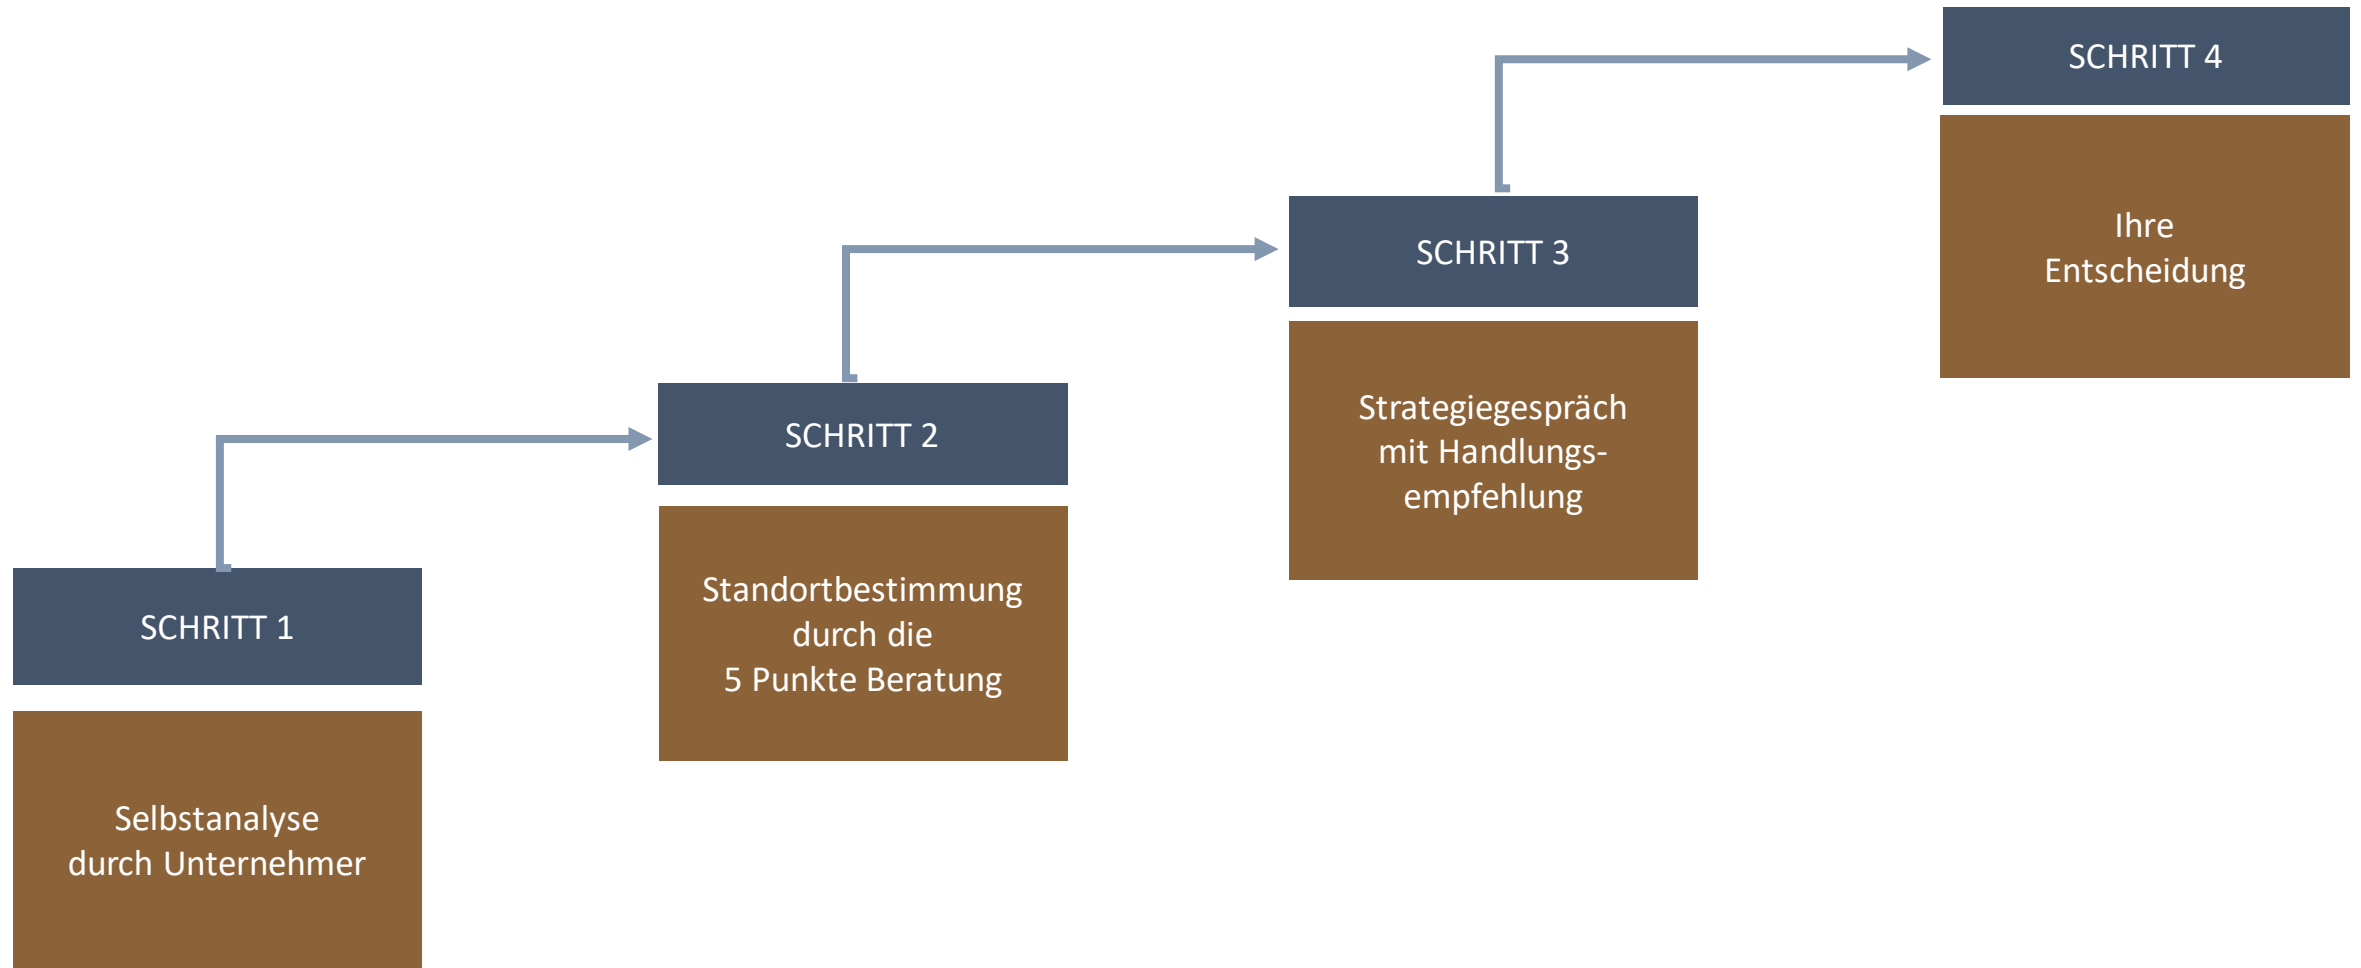 SCHRITT 1
Selbstanalyse
durch Unternehmer
SCHRITT 2
Standortbestimmung
durch die
5 Punkte Beratung
SCHRITT 3
Strategiegespräch
mit Handlungs-
empfehlung
SCHRITT 4
Ihre
Entscheidung